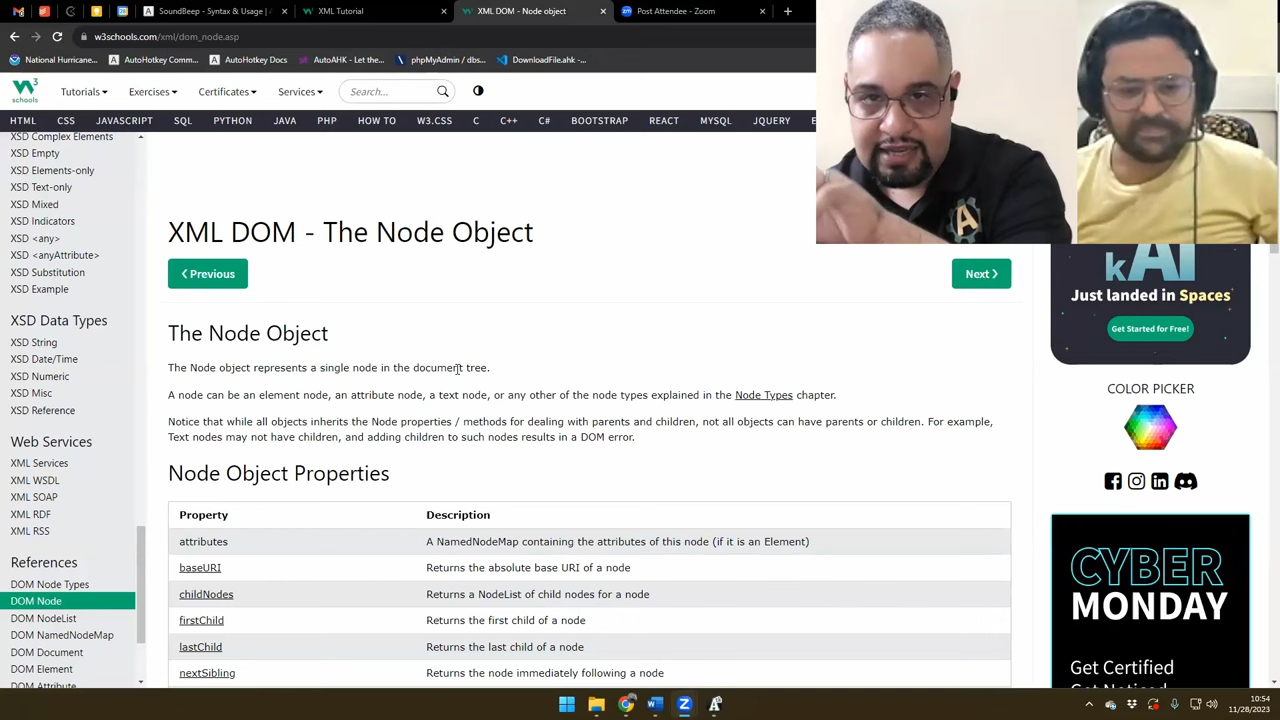 SoundBeep - Syntax & Usage |
XML Tutorial
XML DOM - Node object
Post Attendee - Zoom
w3schools.com/xml/dom_node.asp
National Hurricane...
AutoHotkey Comm...
AutoHotkey Docs
AutoAHK - Let the...
phpMyAdmin / dbs...
DownloadFile.ahk -...
3
schools
Tutorials
Exercises
Certificates
Services
Search...
HTML CSS JAVASCRIPT SQL PYTHON JAVA PHP HOW TO W3.CSS C C++ C# BOOTSTRAP REACT MYSQL JQUERY
XSD Complex Elements
XSD Empty
XSD Elements-only
XSD Text-only
XSD Mixed
XSD Indicators
XSD <any>
XSD <anyAttribute>
XSD Substitution
XSD Example
XSD Data Types
XSD String
XSD Date/Time
XSD Numeric
XSD Misc
XSD Reference
Web Services
XML Services
XML WSDL
XML SOAP
XML RDF
XML RSS
References
DOM Node Types
DOM Node
DOM NodeList
DOM NamedNodeMap
DOM Document
DOM Element
DOM Attribute
XML DOM - The Node Object
❮ Previous
Next ❯
The Node Object
The Node object represents a single node in the document tree.
A node can be an element node, an attribute node, a text node, or any other of the node types explained in the Node Types chapter.
Notice that while all objects inherits the Node properties / methods for dealing with parents and children, not all objects can have parents or children. For example,
Text nodes may not have children, and adding children to such nodes results in a DOM error.
Node Object Properties
Property Description
attributes A NamedNodeMap containing the attributes of this node (if it is an Element)
baseURI Returns the absolute base URI of a node
childNodes Returns a NodeList of child nodes for a node
firstChild Returns the first child of a node
lastChild Returns the last child of a node
nextSibling Returns the node immediately following a node
A
kAI
Just landed in Spaces
Get Started for Free!
COLOR PICKER
CYBER
MONDAY
Get Certified
10:54
11/28/2023